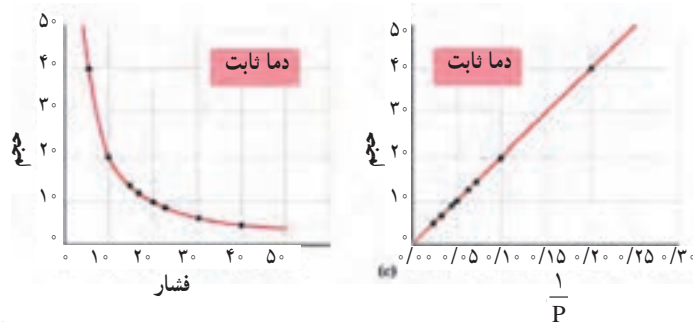 ۵۰
۴۰
۳۰
۲۰
۱۰
۰
حجم
دما ثابت
۰ ۱۰ ۲۰ ۳۰ ۴۰ ۵۰
فشار
۵۰
۴۰
۳۰
۲۰
۱۰
۰
حجم
دما ثابت
(c)
۰/۰۰ ۰/۰۵ ۰/۱۰ ۰/۱۵ ۰/۲۰ ۰/۲۵ ۰/۳۰
۱
P